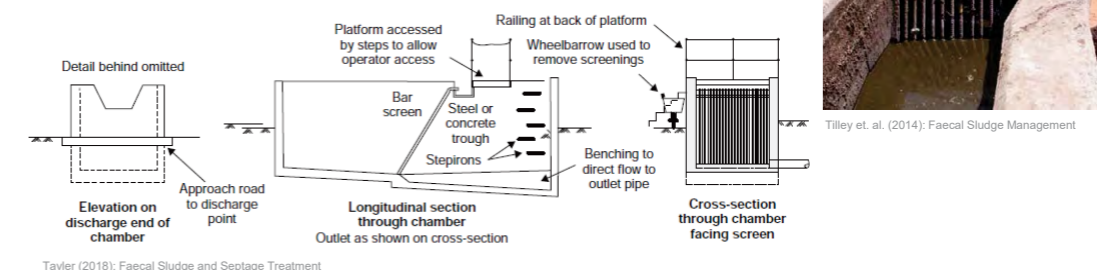 Detail behind omitted
Approach road
to discharge
point
Elevation on
discharge end of
chamber
Platform accessed
by steps to allow
operator access
Bar
screen
Steel or
concrete
trough
Stepirons
Longitudinal section
through chamber
Outlet as shown on cross-section
Railing at back of platform
Wheelbarrow used to
remove screenings
Benching to
direct flow to
outlet pipe
Cross-section
through chamber
facing screen
Tilley et. al. (2014): Faecal Sludge Management
Tayler (2018): Faecal Sludge and Septage Treatment